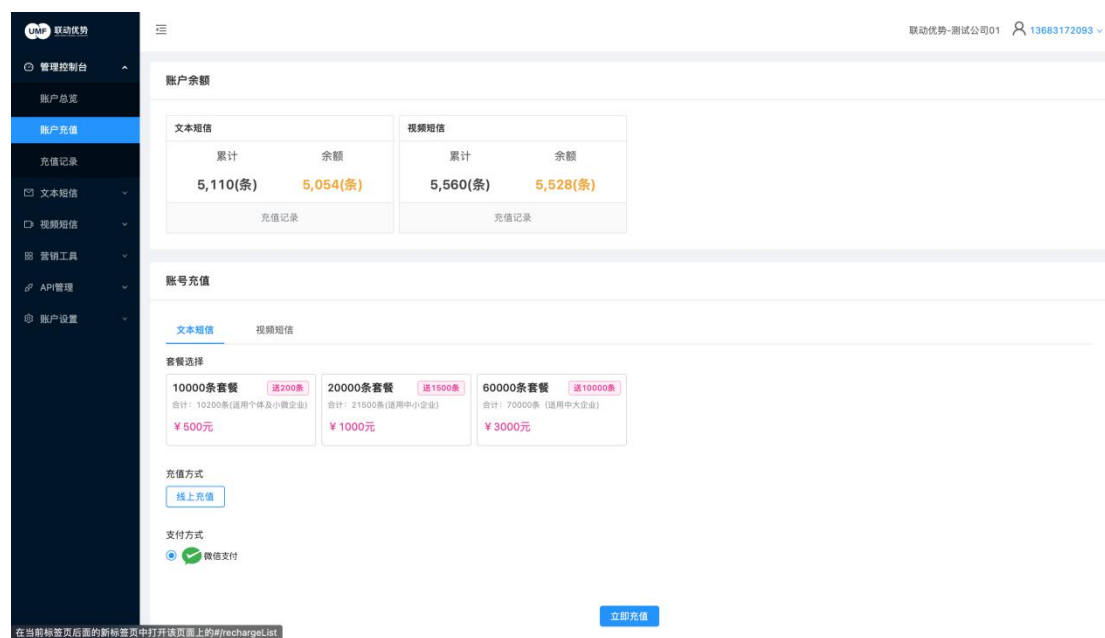 UMF 联动优势
联动优势-测试公司01 13683172093
管理控制台
账户总览
账户充值
充值记录
文本短信
视频短信
营销工具
API管理
账户设置
账户余额
文本短信 视频短信
累计 余额 累计 余额
5,110(条) 5,054(条) 5,560(条) 5,528(条)
充值记录 充值记录
账号充值
文本短信 视频短信
套餐选择
10000条套餐 送200条 20000条套餐 送1500条 60000条套餐 送10000条
合计：10200条(适用个体及小微企业) 合计：21500条(适用中小企业) 合计：70000条（适用中大企业)
¥500元 ¥1000元 ¥3000元
充值方式
线上充值
支付方式
微信支付
立即充值
在当前标签页后面的新标签页中打开该页面上的#/rechargeList